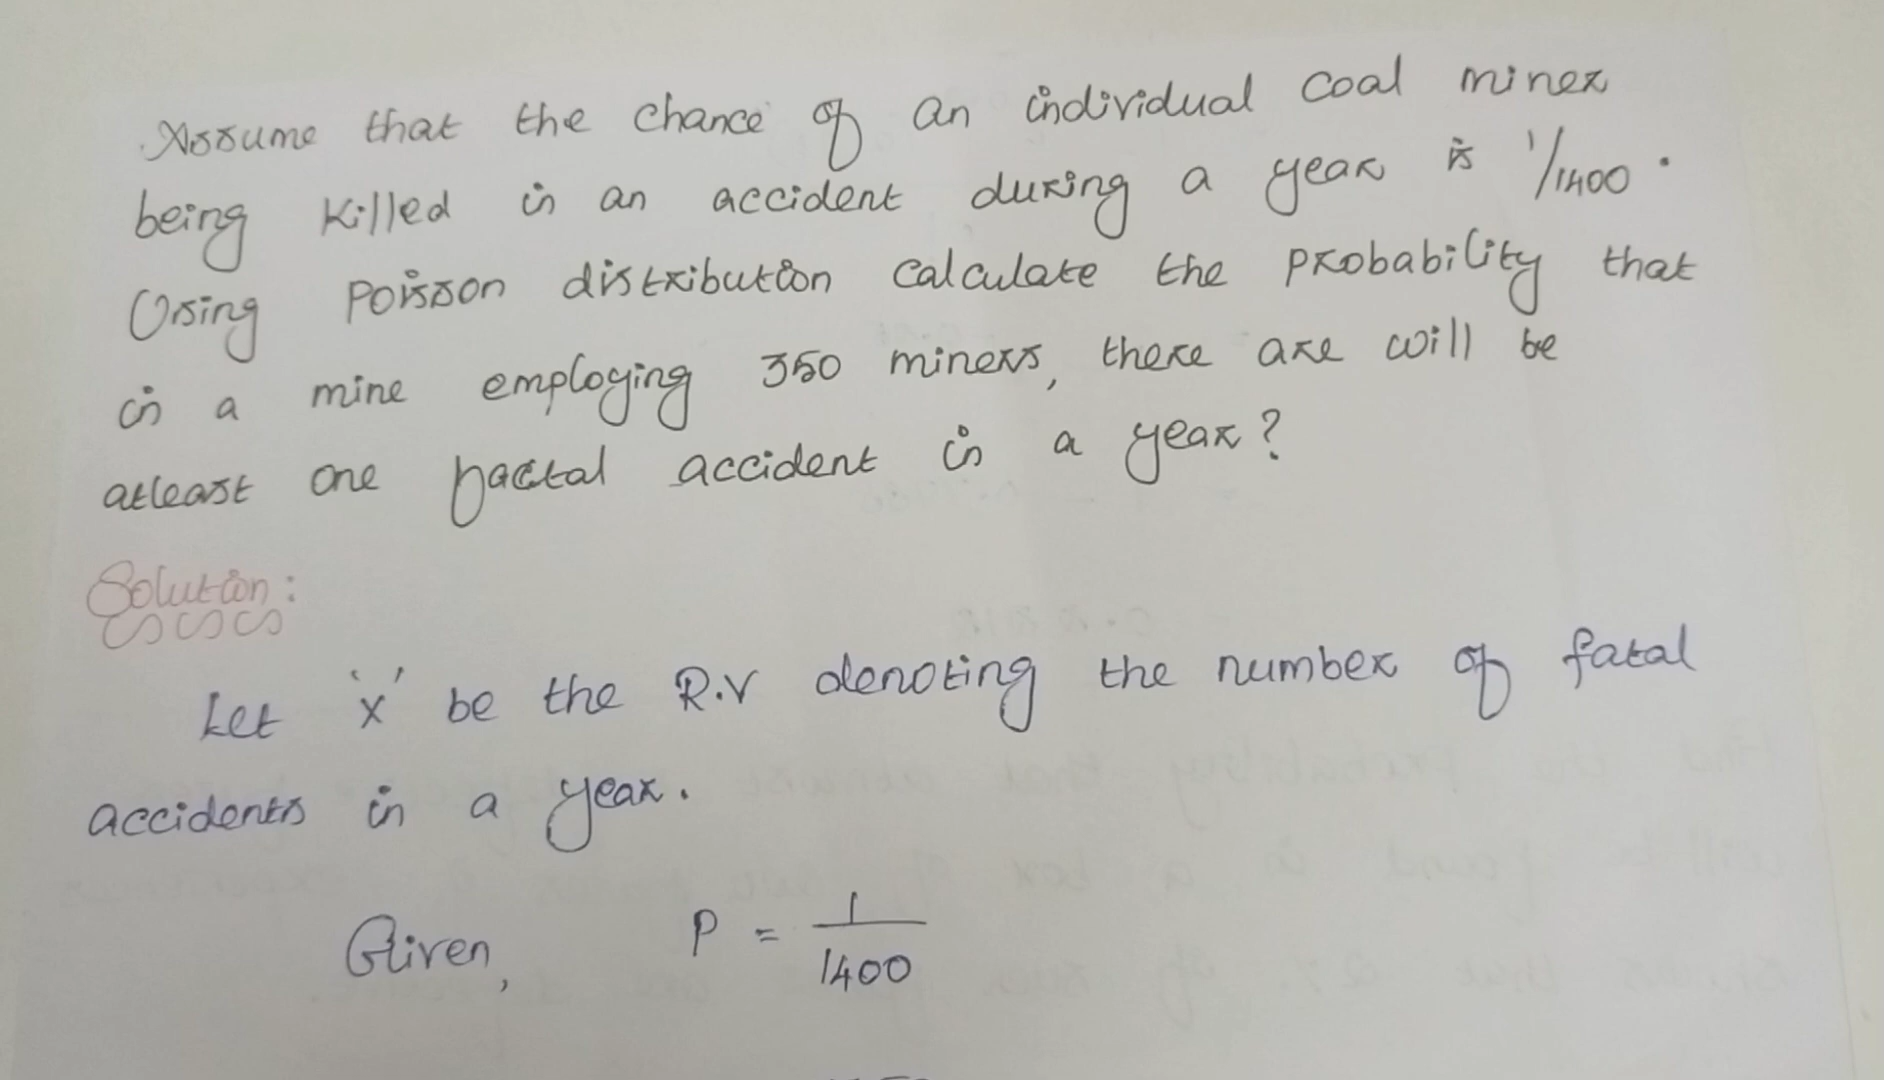 Assume that the chance of an individual coal miner
being killed in an accident during a year is 1/1400.
Using poisson distribution calculate the probability that
in a mine employing 350 miners, there are will be
atleast one factal accident in a year?
Solution:
Let 'x' be the R.V denoting the number of fatal
accidents in a year.
Given, P = 1/1400